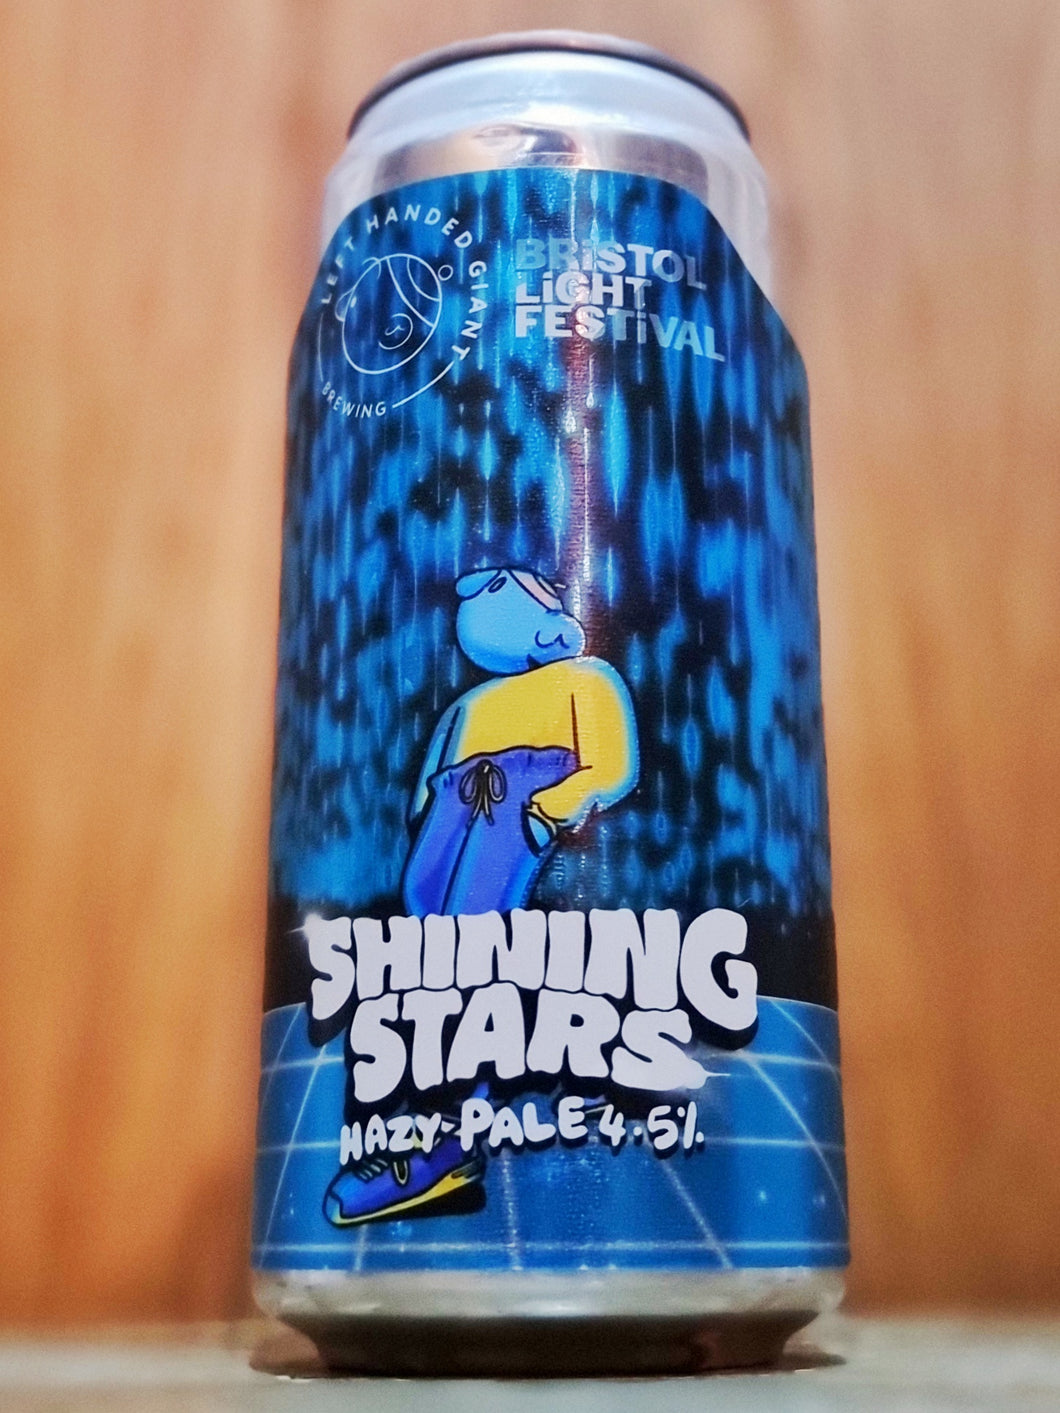 LEFT HANDED GIANT
BREWING
BRiSTOL
LiGHT
FESTiVAL
SHINING
STARS
HAZY PALE 4.5%